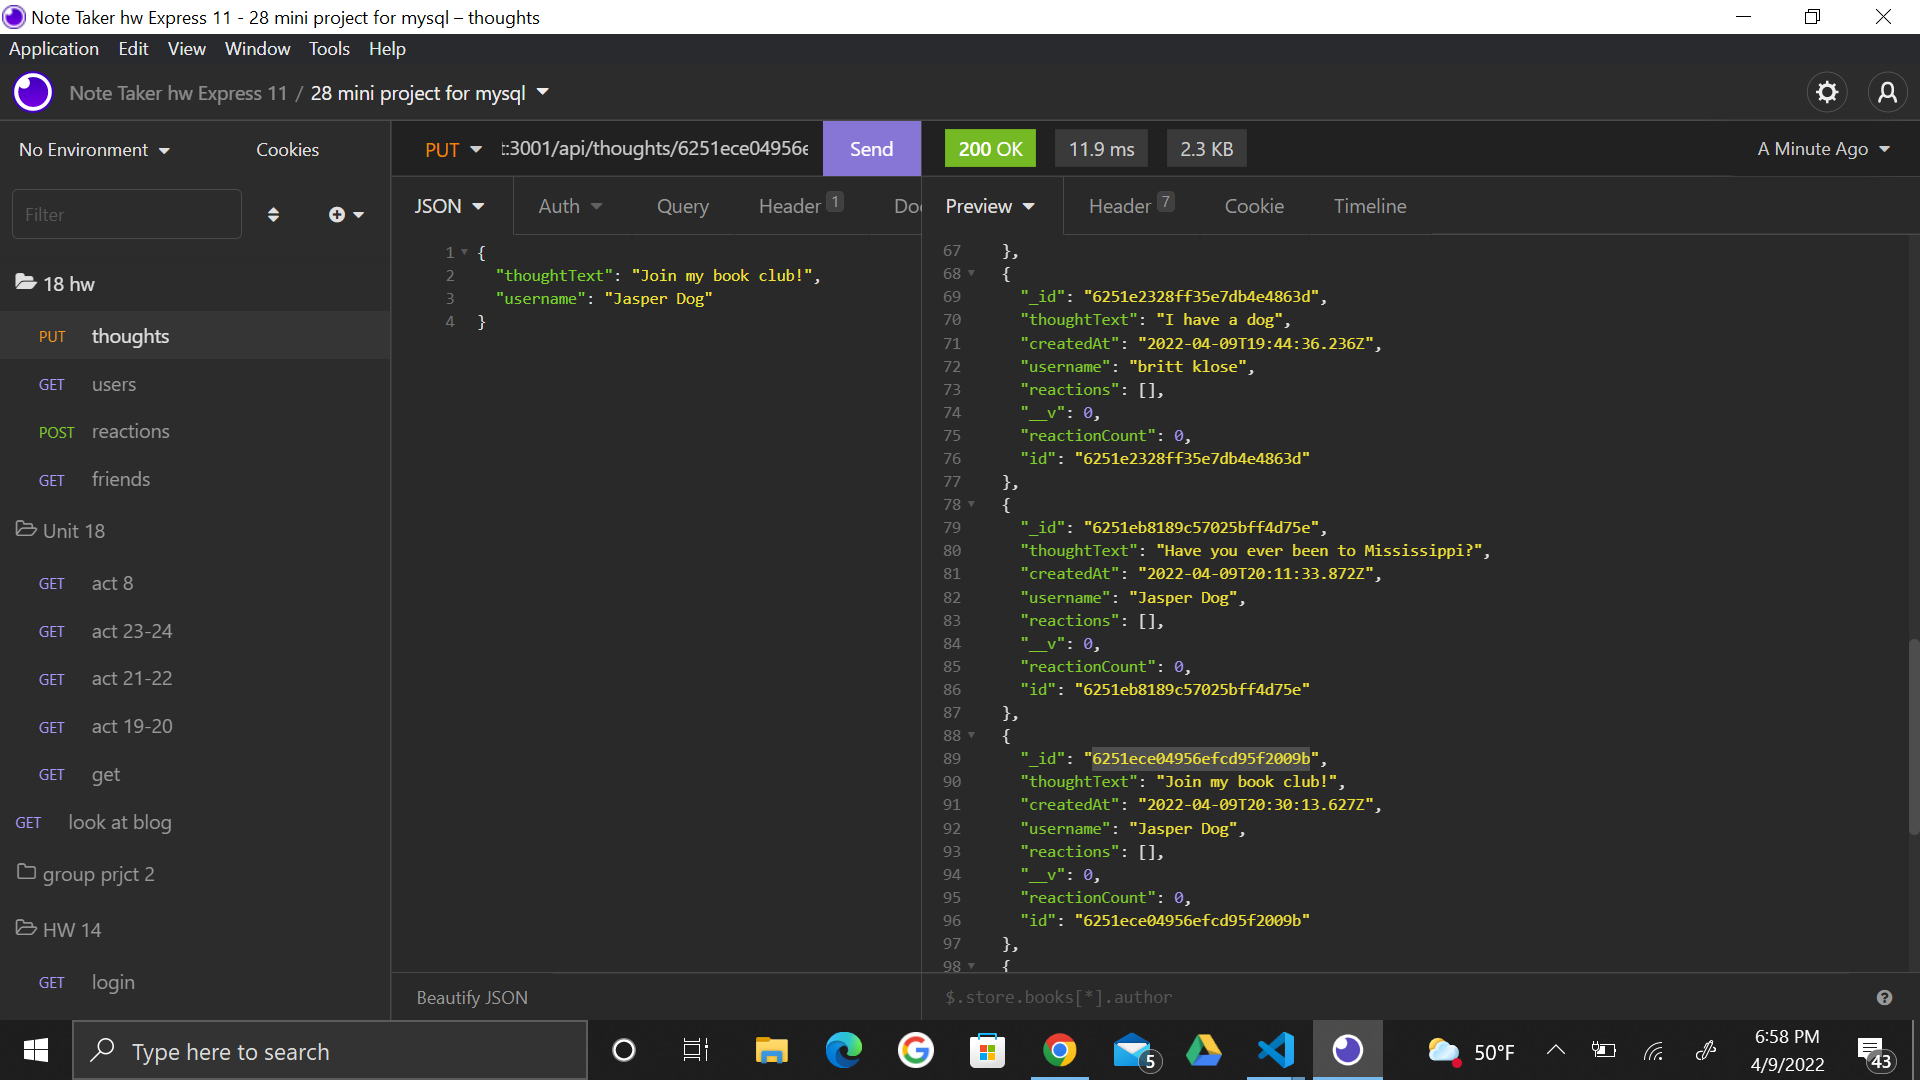 Note Taker hw Express 11 - 28 mini project for mysql – thoughts
Application Edit View Window Tools Help
Note Taker hw Express 11 / 28 mini project for mysql
No Environment
Cookies
PUT
t:3001/api/thoughts/6251ece04956e
Send
200 OK
11.9 ms
2.3 KB
A Minute Ago
Filter
JSON
Auth
Query
Header 1
Doc
Preview
Header 7
Cookie
Timeline
18 hw
PUT thoughts
GET users
POST reactions
GET friends
Unit 18
GET act 8
GET act 23-24
GET act 21-22
GET act 19-20
GET get
GET look at blog
group prjct 2
HW 14
GET login
1 {
2 "thoughtText": "Join my book club!",
3 "username": "Jasper Dog"
4 }
67 },
68 {
69 "_id": "6251e2328ff35e7db4e4863d",
70 "thoughtText": "I have a dog",
71 "createdAt": "2022-04-09T19:44:36.236Z",
72 "username": "britt klose",
73 "reactions": [],
74 "__v": 0,
75 "reactionCount": 0,
76 "id": "6251e2328ff35e7db4e4863d"
77 },
78 {
79 "_id": "6251eb8189c57025bff4d75e",
80 "thoughtText": "Have you ever been to Mississippi?",
81 "createdAt": "2022-04-09T20:11:33.872Z",
82 "username": "Jasper Dog",
83 "reactions": [],
84 "__v": 0,
85 "reactionCount": 0,
86 "id": "6251eb8189c57025bff4d75e"
87 },
88 {
89 "_id": "6251ece04956efcd95f2009b",
90 "thoughtText": "Join my book club!",
91 "createdAt": "2022-04-09T20:30:13.627Z",
92 "username": "Jasper Dog",
93 "reactions": [],
94 "__v": 0,
95 "reactionCount": 0,
96 "id": "6251ece04956efcd95f2009b"
97 },
98 {
Beautify JSON
$.store.books[*].author
Type here to search
5
50°F
6:58 PM
4/9/2022
43